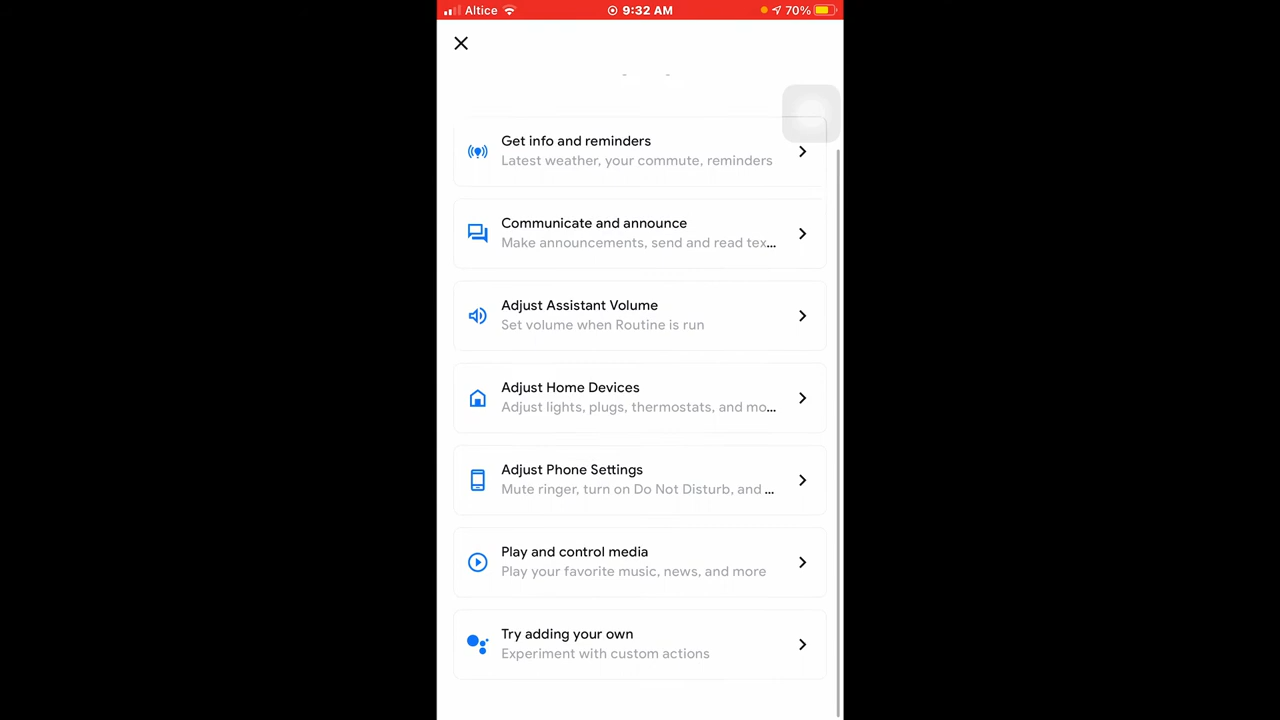 Altice 9:32 AM 70%
Get info and reminders
Latest weather, your commute, reminders
Communicate and announce
Make announcements, send and read tex...
Adjust Assistant Volume
Set volume when Routine is run
Adjust Home Devices
Adjust lights, plugs, thermostats, and mo...
Adjust Phone Settings
Mute ringer, turn on Do Not Disturb, and ...
Play and control media
Play your favorite music, news, and more
Try adding your own
Experiment with custom actions